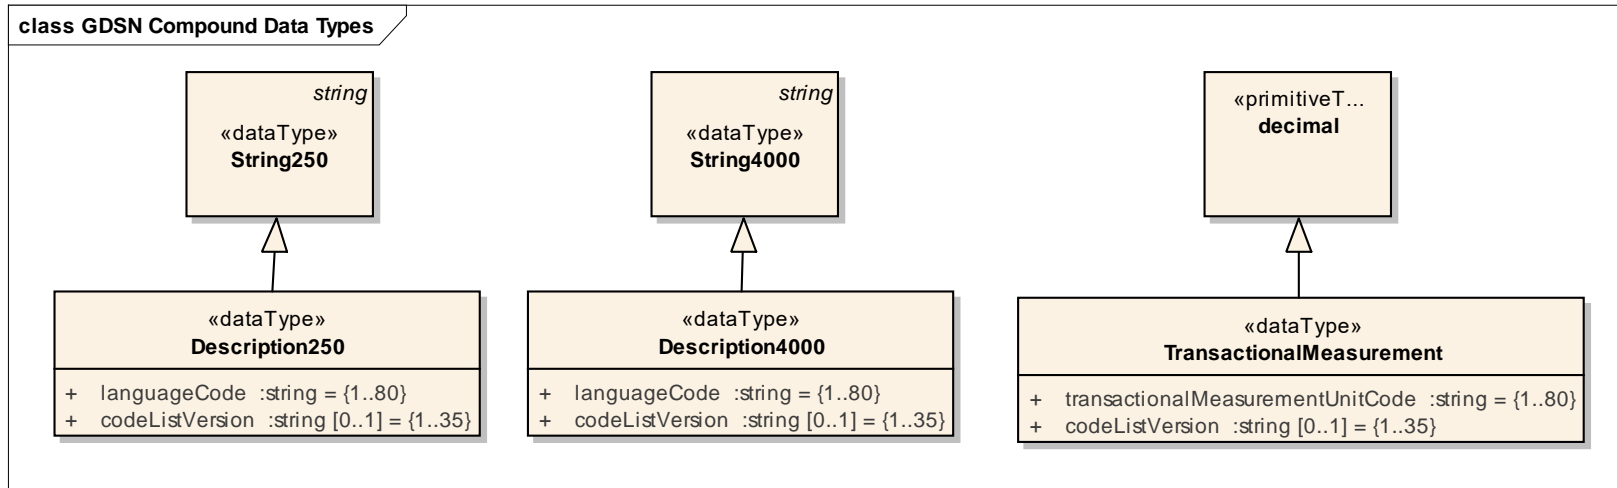 class GDSN Compound Data Types
string
«dataType»
String250
string
«dataType»
String4000
«primitiveT...
decimal
«dataType»
Description250
+ languageCode :string = {1..80}
+ codeListVersion :string [0..1] = {1..35}
«dataType»
Description4000
+ languageCode :string = {1..80}
+ codeListVersion :string [0..1] = {1..35}
«dataType»
TransactionalMeasurement
+ transactionalMeasurementUnitCode :string = {1..80}
+ codeListVersion :string [0..1] = {1..35}